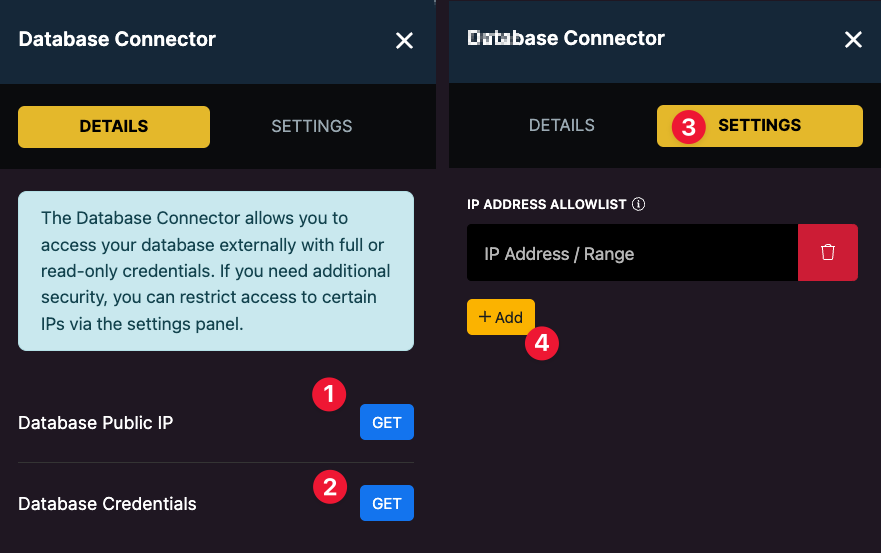 Database Connector
DETAILS
SETTINGS
The Database Connector allows you to
access your database externally with full or
read-only credentials. If you need additional
security, you can restrict access to certain
IPs via the settings panel.
1
Database Public IP
GET
2
Database Credentials
GET
Database Connector
DETAILS
3
SETTINGS
IP ADDRESS ALLOWLIST
IP Address / Range
+ Add
4